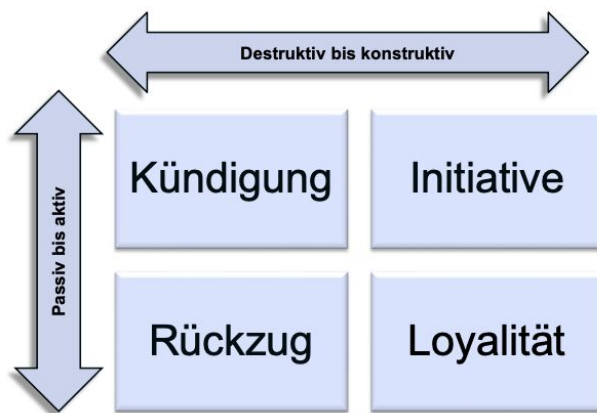 Destruktiv bis konstruktiv
Passiv bis aktiv
Kündigung
Initiative
Rückzug
Loyalität